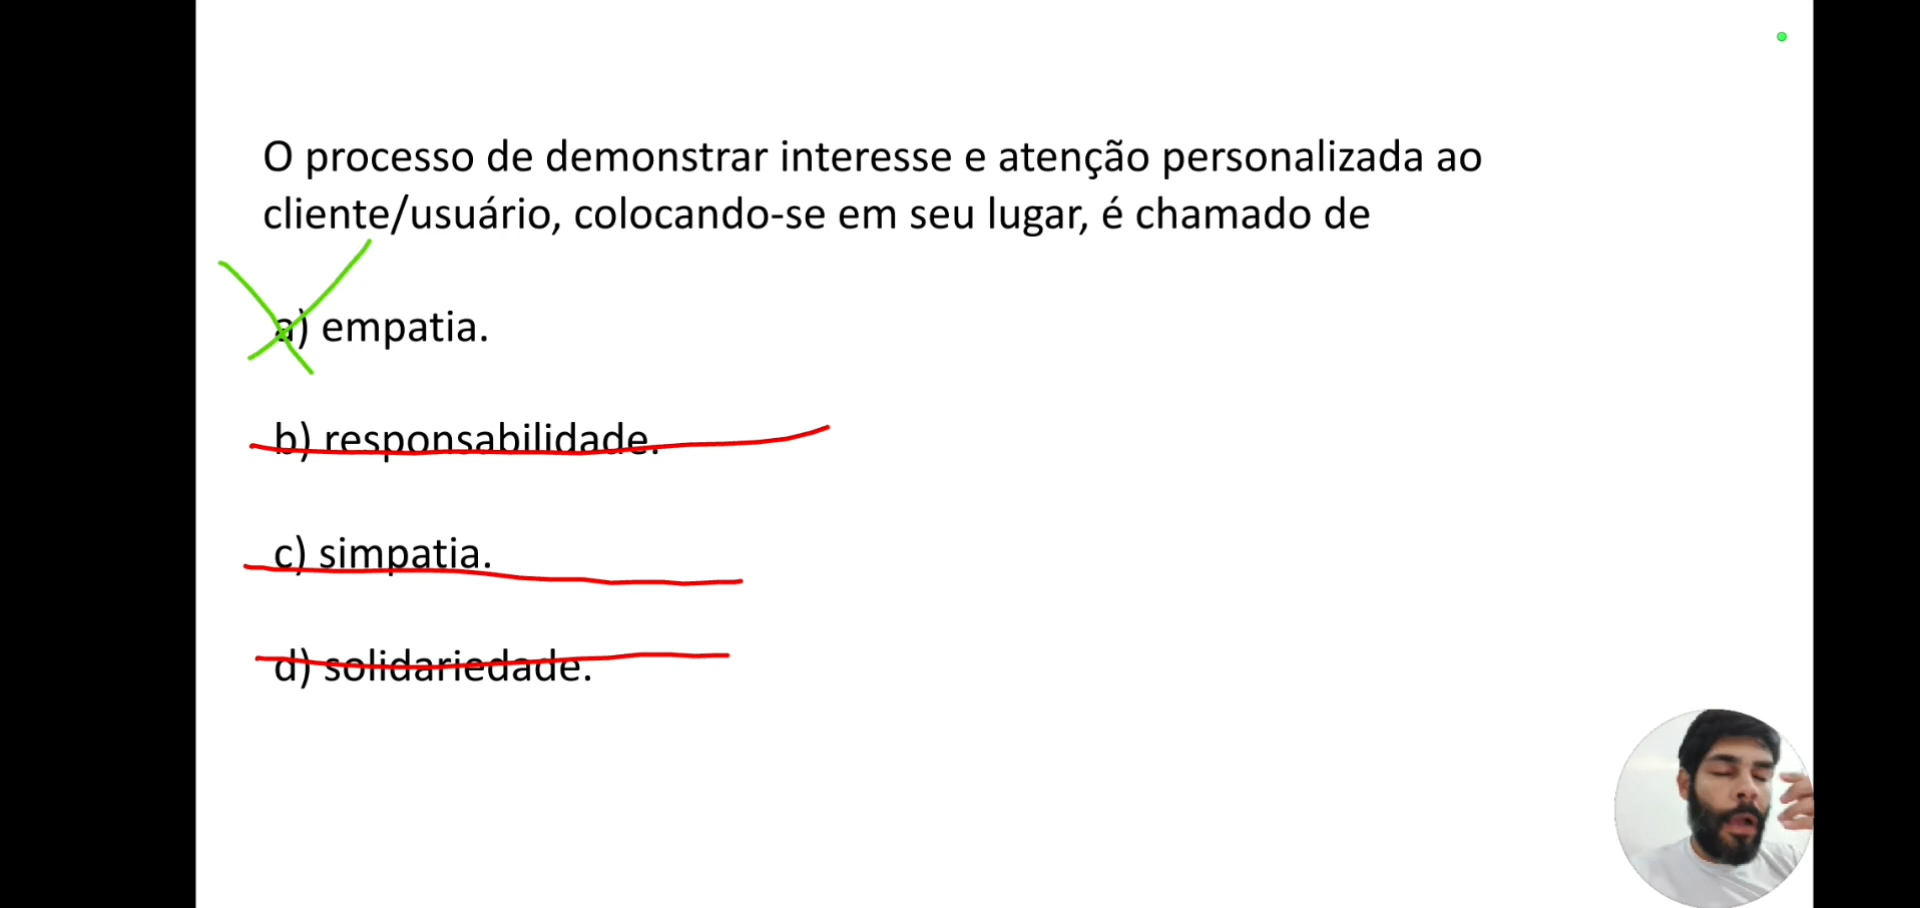 O processo de demonstrar interesse e atenção personalizada ao
cliente/usuário, colocando-se em seu lugar, é chamado de
a) empatia.
b) responsabilidade.
c) simpatia.
d) solidariedade.